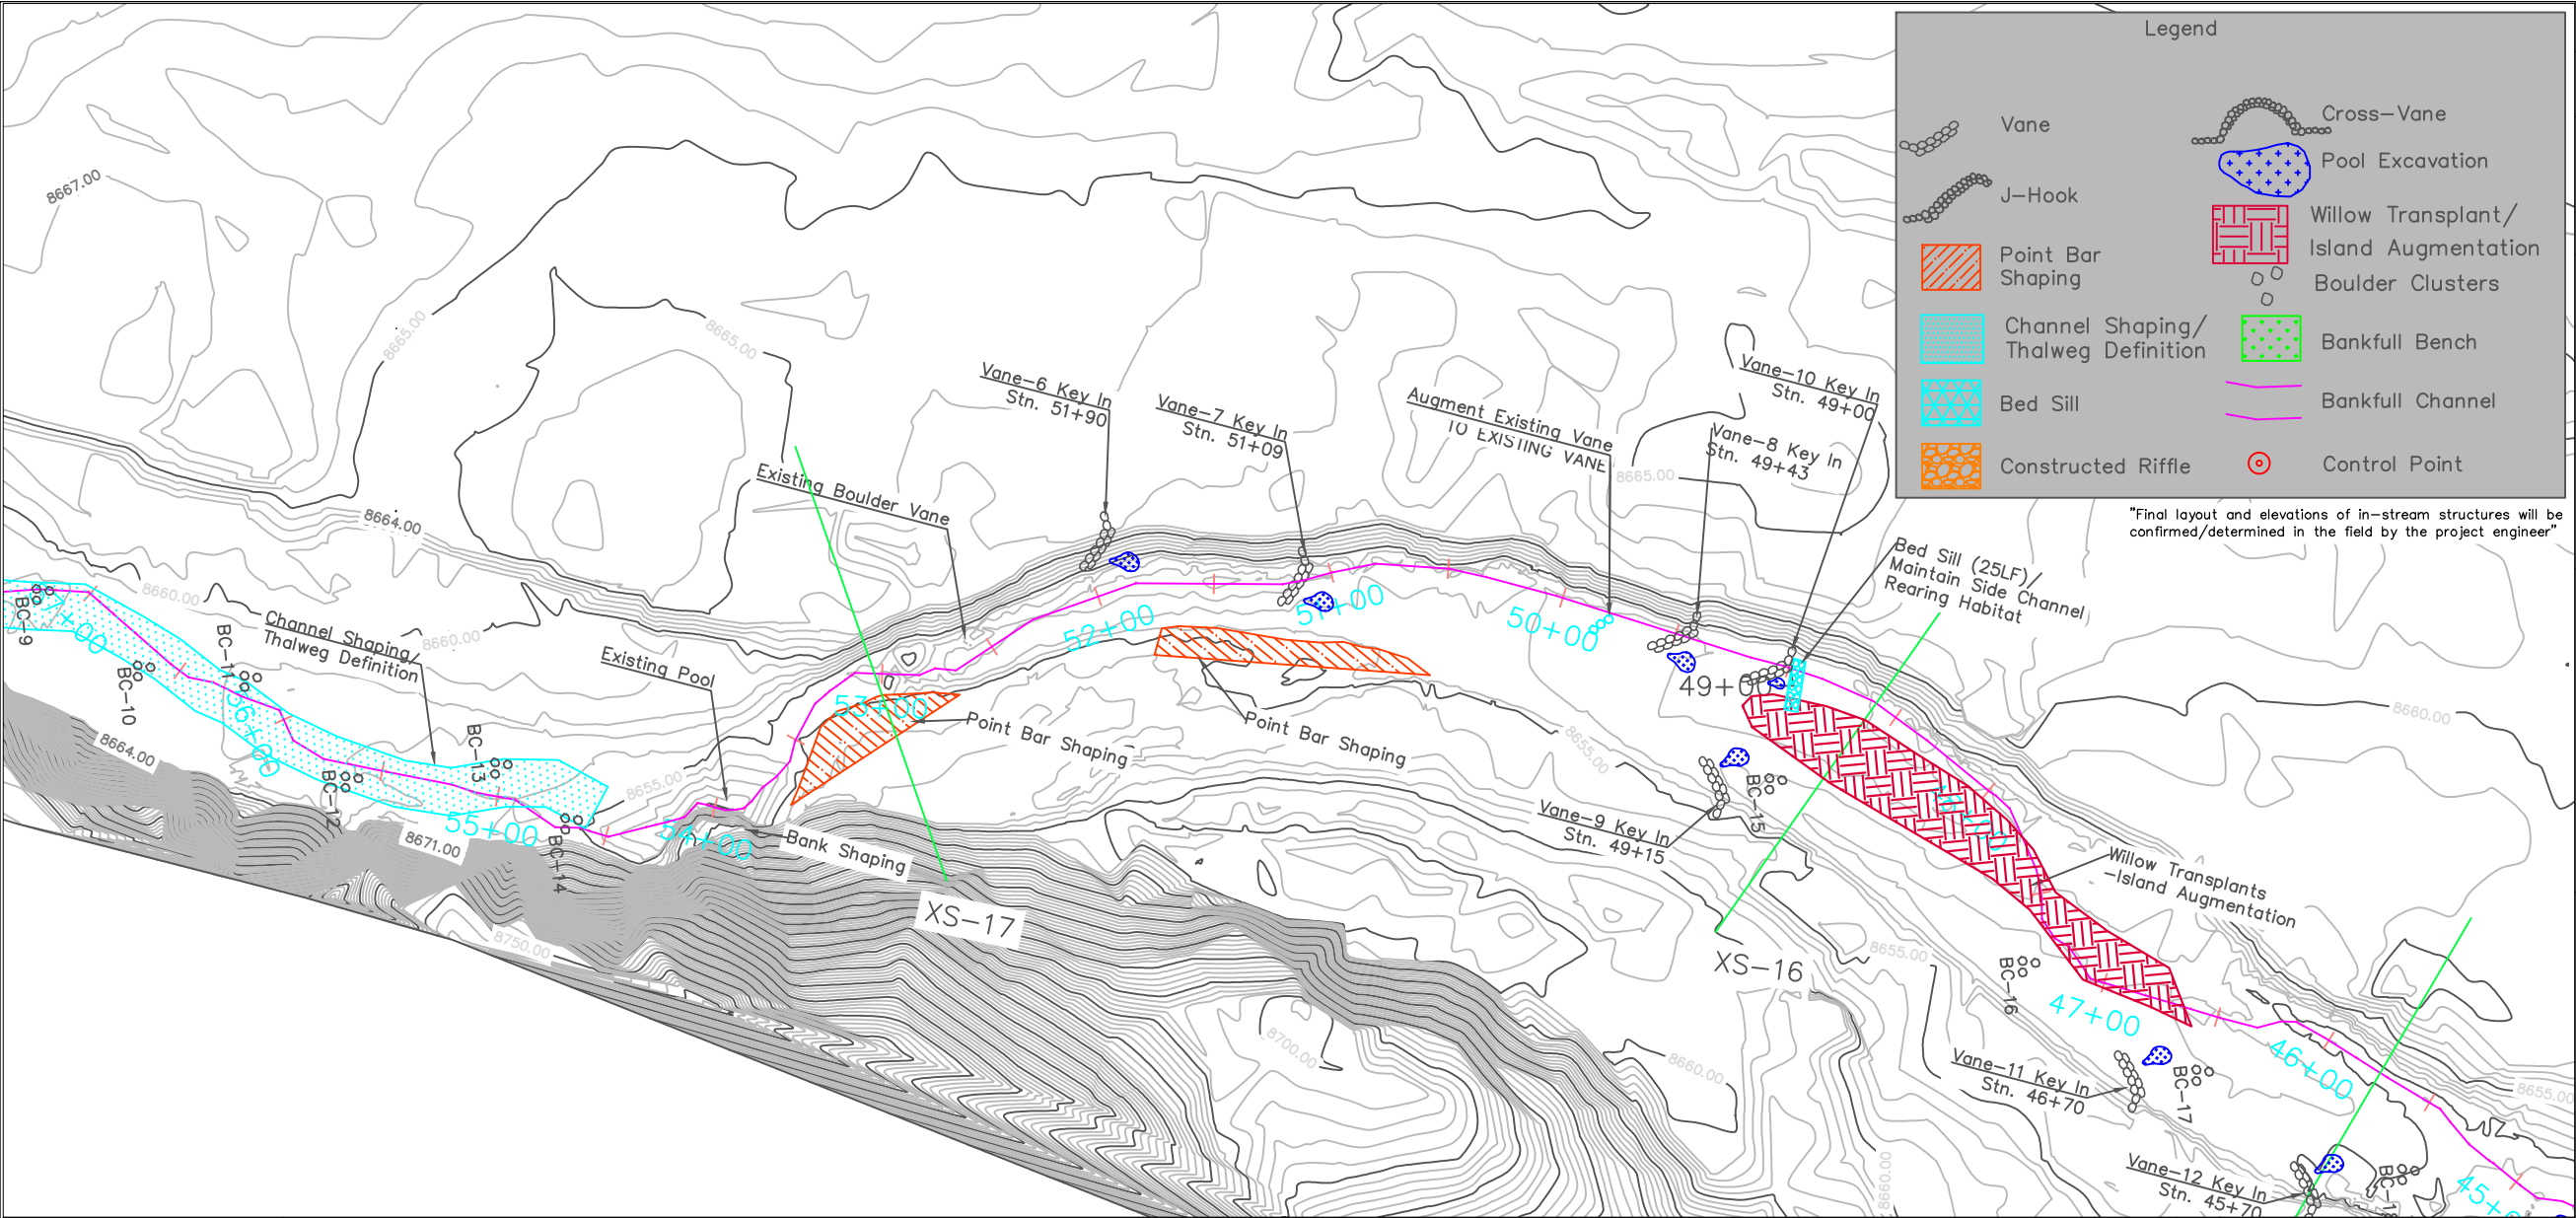 Legend
Vane
J-Hook
Point Bar
Shaping
Channel Shaping/
Thalweg Definition
Bed Sill
Constructed Riffle
Cross-Vane
Pool Excavation
Willow Transplant/
Island Augmentation
Boulder Clusters
Bankfull Bench
Bankfull Channel
Control Point
"Final layout and elevations of in-stream structures will be
confirmed/determined in the field by the project engineer"
8667.00
8665.00
8665.00
8664.00
Vane-6 Key In
Stn. 51+90
Vane-7 Key In
Stn. 51+09
Augment Existing Vane
TO EXISTING VANE
Vane-10 Key In
Stn. 49+00
Vane-8 Key In
Stn. 49+43
8665.00
Existing Boulder Vane
Bed Sill (25LF)/
Maintain Side Channel
Rearing Habitat
8660.00
8660.00
Channel Shaping/
Thalweg Definition
Existing Pool
BC-9
BC-10
BC-11
BC-12
BC-13
BC-14
56+00
55+00
54+00
53+00
52+00
51+00
50+00
49+00
8664.00
8671.00
8655.00
8750.00
Bank Shaping
Point Bar Shaping
Point Bar Shaping
8655.00
8660.00
XS-17
Vane-9 Key In
Stn. 49+15
BC-15
XS-16
Willow Transplants
-Island Augmentation
8655.00
BC-16
47+00
46+00
8700.00
8660.00
8660.00
Vane-11 Key In
Stn. 46+70
BC-17
8655.00
Vane-12 Key In
Stn. 45+70